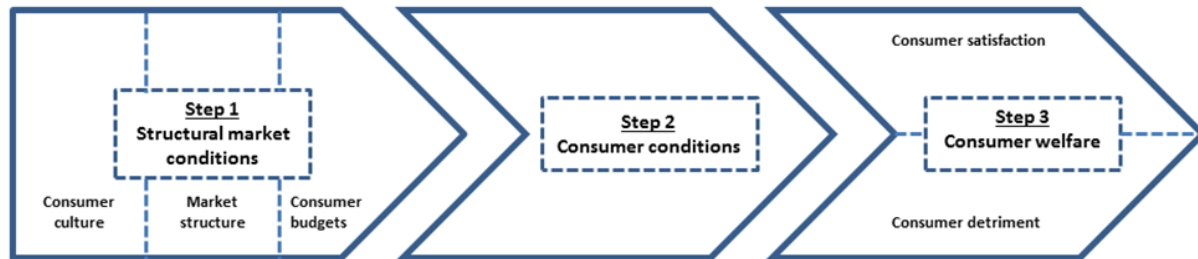 Step 1
Structural market
conditions
Consumer
culture
Market
structure
Consumer
budgets
Step 2
Consumer conditions
Consumer satisfaction
Step 3
Consumer welfare
Consumer detriment